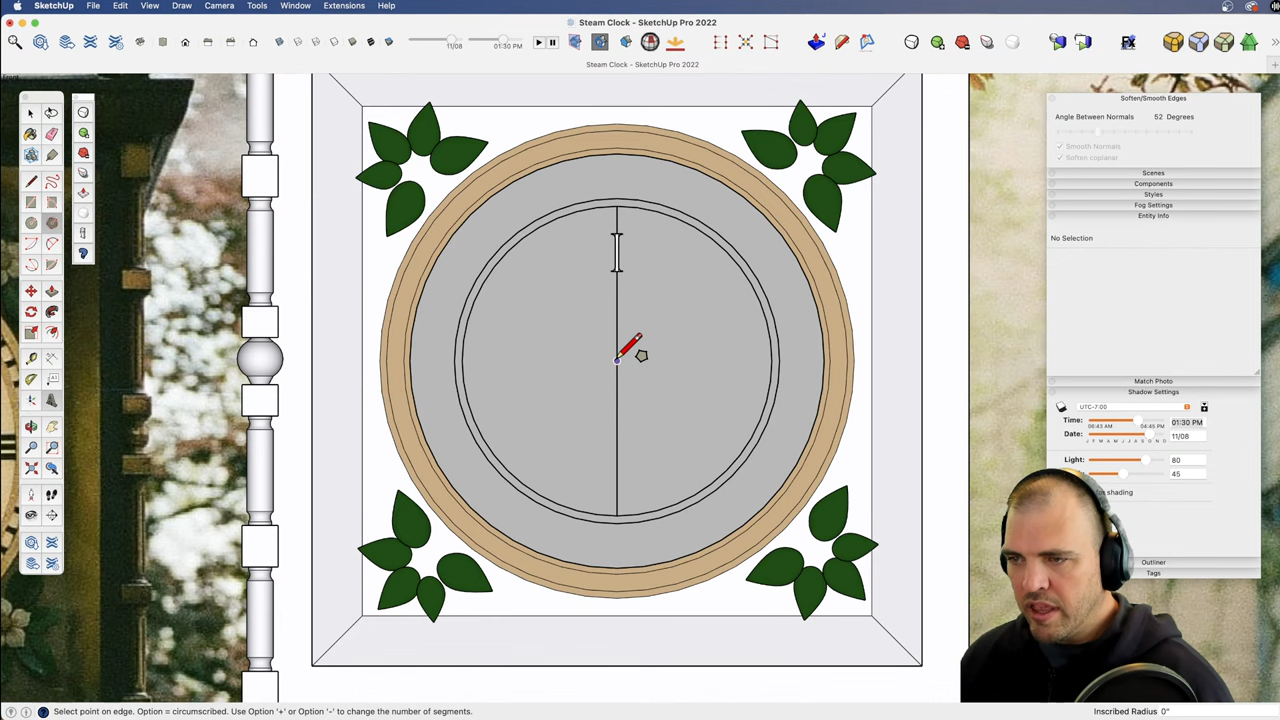 SketchUp File Edit View Draw Camera Tools Window Extensions Help
Steam Clock - SketchUp Pro 2022
11/08 01:30 PM
Steam Clock - SketchUp Pro 2022
Soften/Smooth Edges
Angle Between Normals 52 Degrees
Smooth Normals
Soften coplanar
Scenes
Components
Styles
Fog Settings
Entity Info
No Selection
Match Photo
Shadow Settings
UTC-7:00
Time: 01:30 PM
06:43 AM 04:45 PM
Date: 11/08
J F M A M J J A S O N D
Light: 80
45
shading
Outliner
Tags
I
Select point on edge. Option = circumscribed. Use Option '+' or Option '-' to change the number of segments.
Inscribed Radius 0"